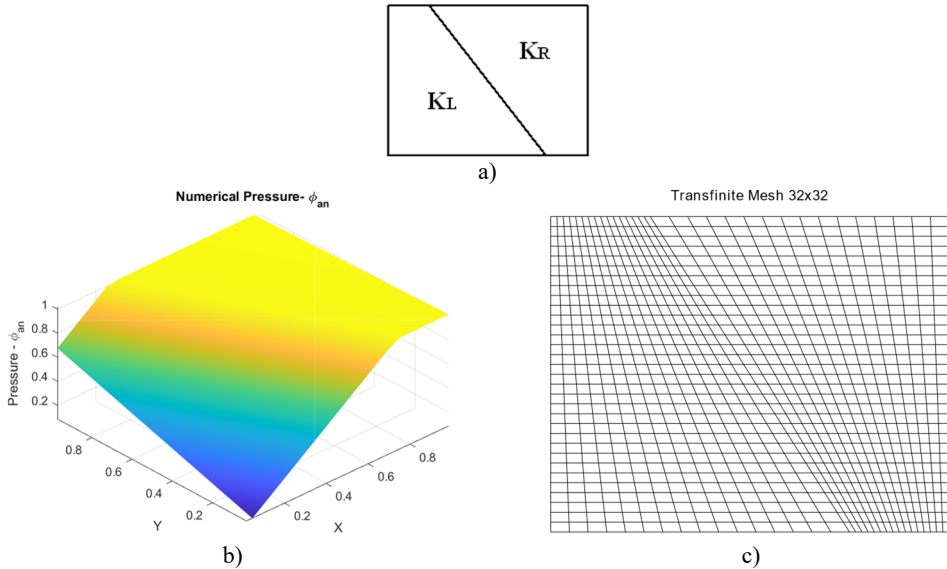 KR
KL
a)
Numerical Pressure- ϕan
1
0.8
0.6
0.4
0.2
Pressure - ϕan
0.8
0.6
0.4
0.2
Y
0.2
0.4
0.6
0.8
X
b)
Transfinite Mesh 32x32
c)